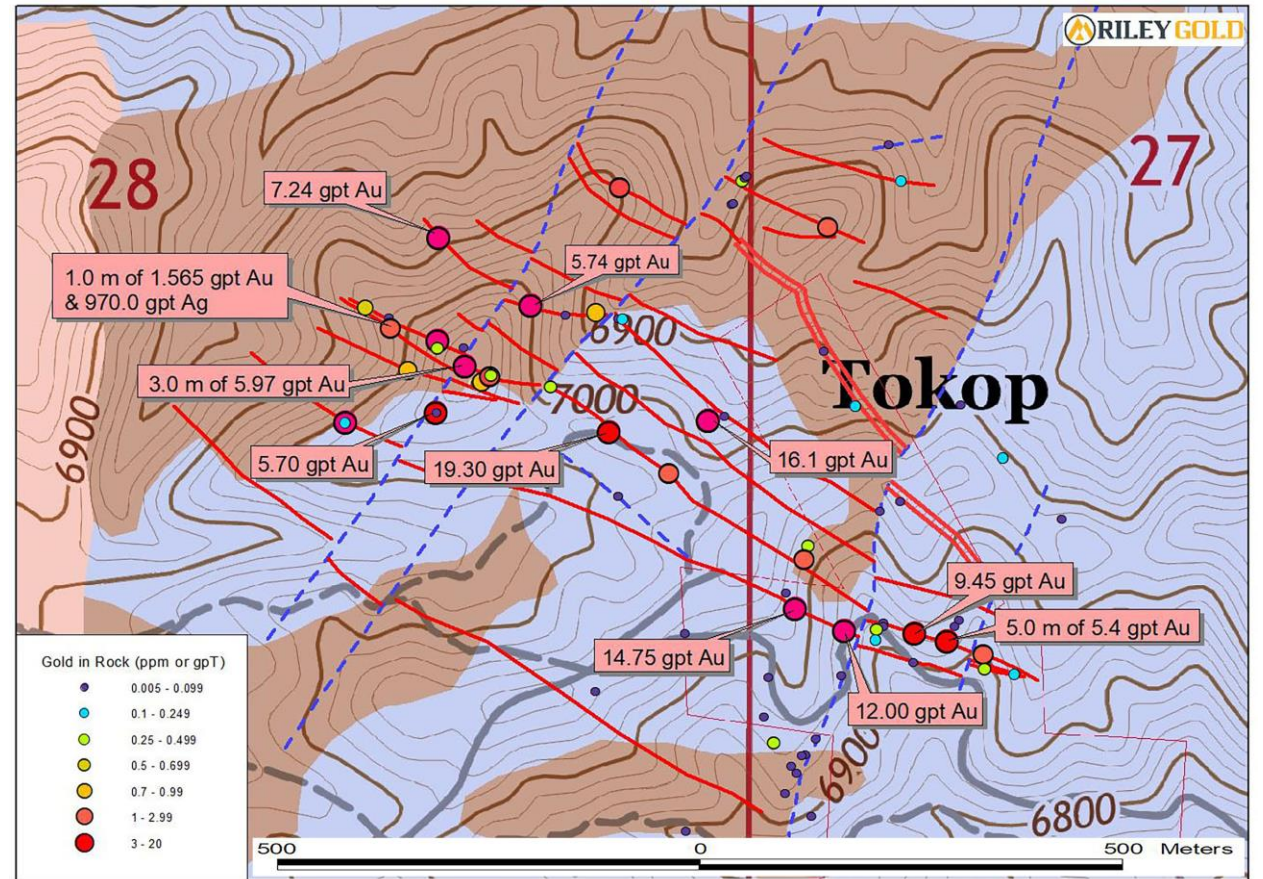 RILEY GOLD
28
27
7.24 gpt Au
5.74 gpt Au
1.0 m of 1.565 gpt Au
& 970.0 gpt Ag
6900
3.0 m of 5.97 gpt Au
Tokop
7000
6900
5.70 gpt Au
19.30 gpt Au
16.1 gpt Au
9.45 gpt Au
5.0 m of 5.4 gpt Au
14.75 gpt Au
12.00 gpt Au
6900
6800
Gold in Rock (ppm or gpT)
0.005 - 0.099
0.1 - 0.249
0.25 - 0.499
0.5 - 0.699
0.7 - 0.99
1 - 2.99
3 - 20
500 0 500 Meters